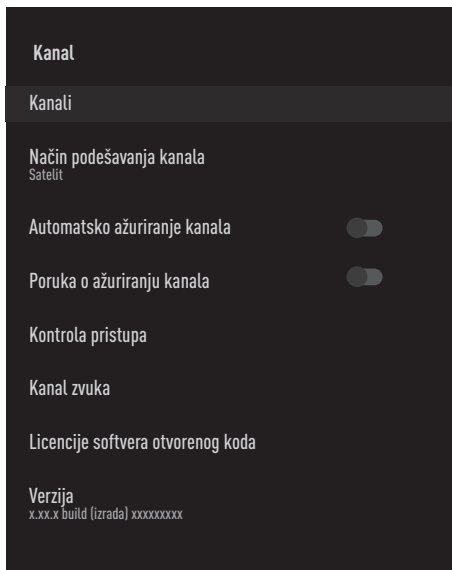 Kanal
Kanali
Način podešavanja kanala
Satelit
Automatsko ažuriranje kanala
Poruka o ažuriranju kanala
Kontrola pristupa
Kanal zvuka
Licencije softvera otvorenog koda
Verzija
x.xx.x build (izrada) xxxxxxxxx